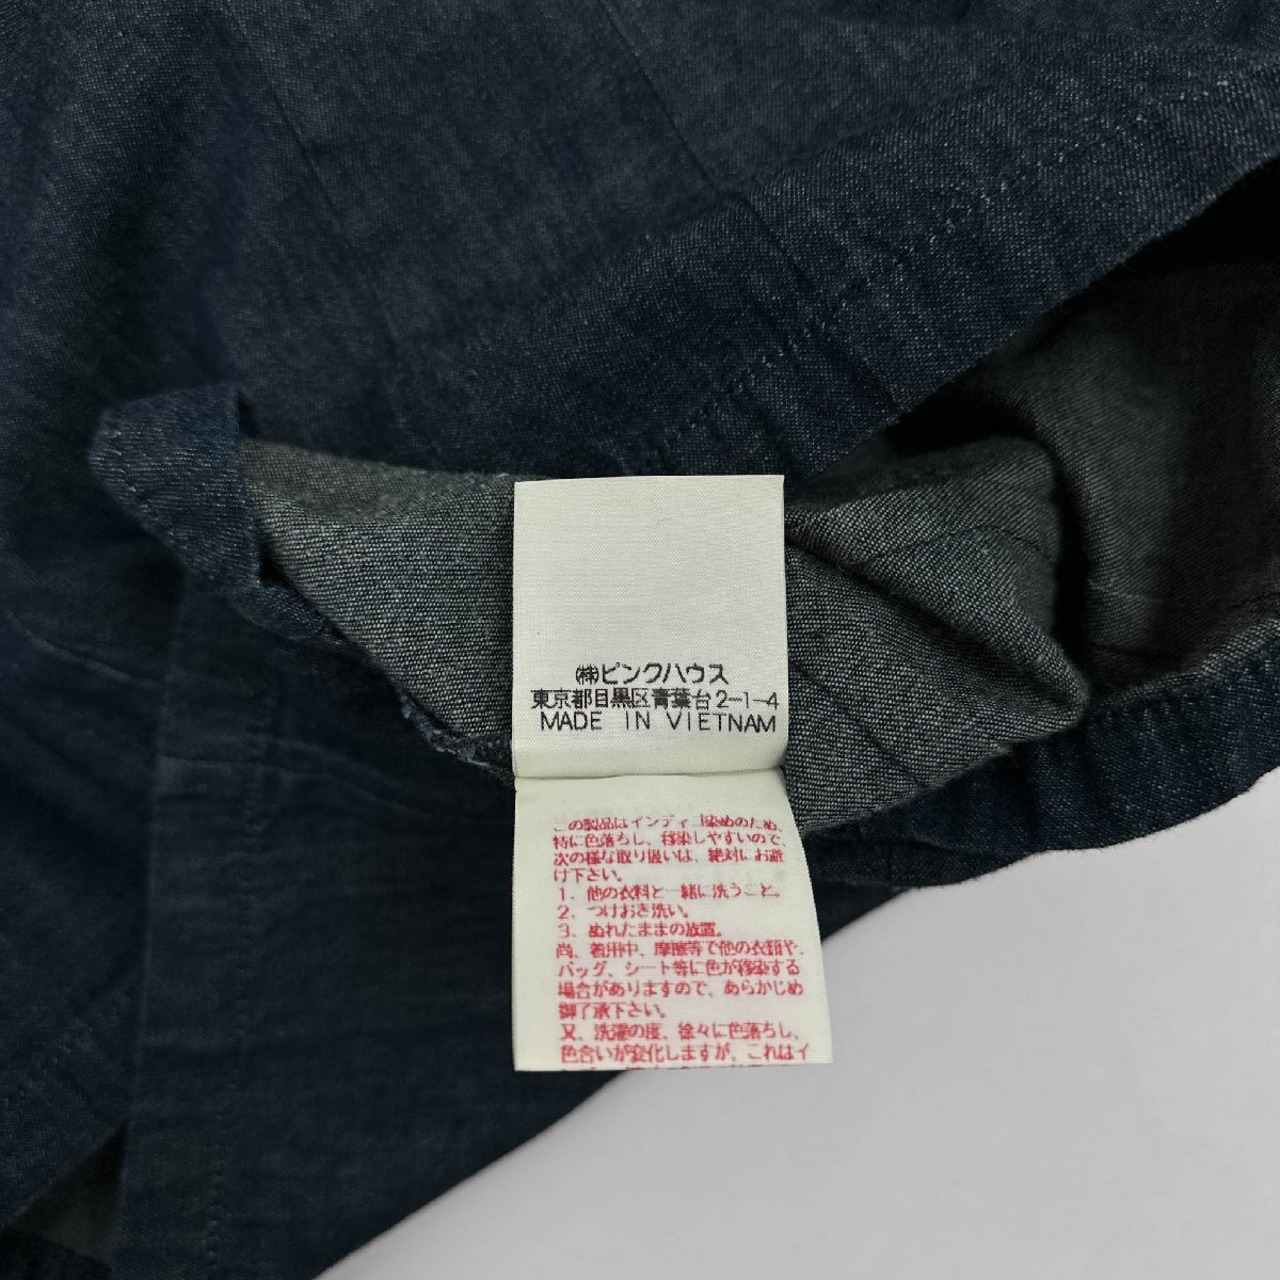 ㈱ピンクハウス
東京都目黒区青葉台2-1-4
MADE IN VIETNAM
この製品はインディゴ染めのため、
特に色落ちし、移染しやすいので、
次の様な取り扱いは、絶対にお避
け下さい。
1、他の衣料と一緒に洗うこと。
2、つけおき洗い。
3、ぬれたままの放置。
尚、着用中、摩擦等で他の衣類や、
バッグ、シート等に色が移染する
場合がありますので、あらかじめ
御了承下さい。
又、洗濯の度、徐々に色落ちし、
色合いが変化しますが、これはイ